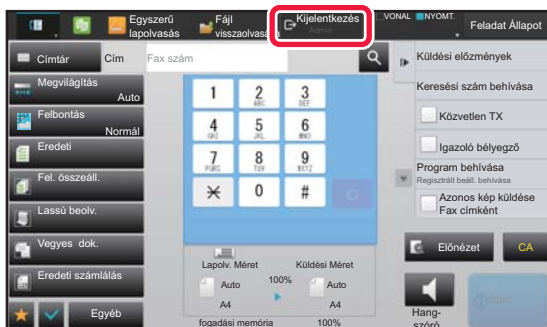 Egyszerű
lapolvasás
Fájl
visszaolvasás
Kijelentkezés
Admin
VONAL
NYOMT.
Feladat Állapot
Címtár
Cím
Fax szám
Küldési előzmények
Megvilágítás
Auto
Keresési szám behívása
Felbontás
Normál
Közvetlen TX
Eredeti
Igazoló bélyegző
Fel. összeáll.
Program behívása
Regisztrált beáll. behívása
Lassú beolv.
Azonos kép küldése
Fax címként
Vegyes dok.
Előnézet
CA
Eredeti számlálás
Egyéb
1
2
ABC
3
DEF
4
GHI
5
JKL
6
MNO
7
PQRS
8
TUV
9
WXYZ
0
#
Lapolv. Méret
Küldési Méret
Auto
100%
Auto
A4
A4
fogadási memória
100%
Hang-
szóró
Start